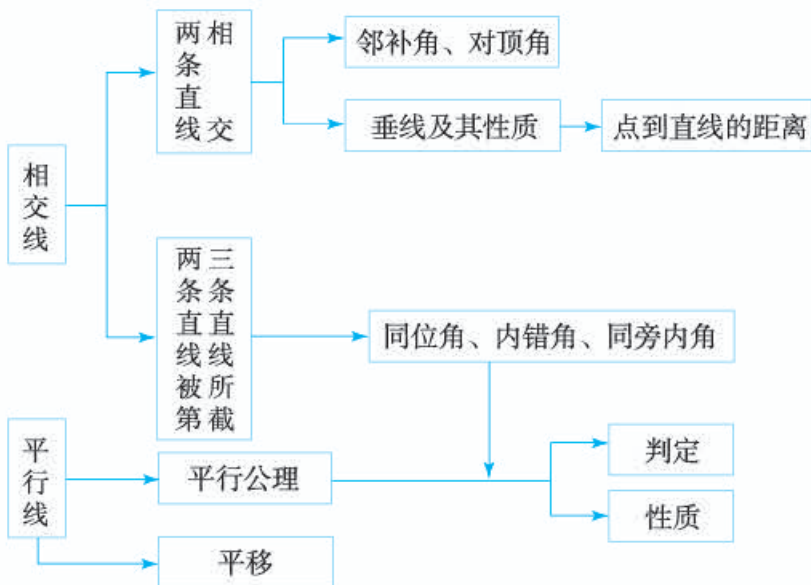 相交线
两条直线相交
邻补角、对顶角
垂线及其性质
点到直线的距离
两条直线被第三条直线所截
同位角、内错角、同旁内角
平行线
平行公理
判定
性质
平移